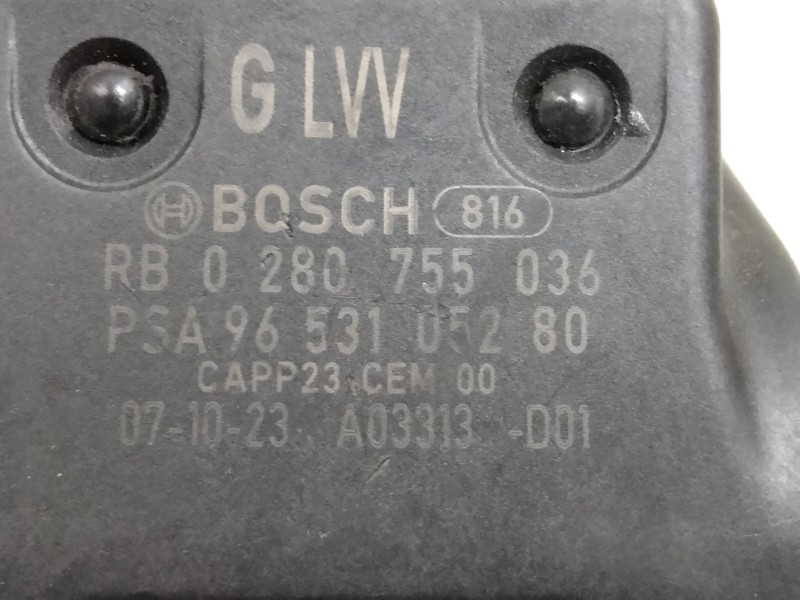 G LVV
BOSCH 816
RB 0 280 755 036
PSA 96 531 052 80
CAPP23 CEM 00
07-10-23 A03313 -D01